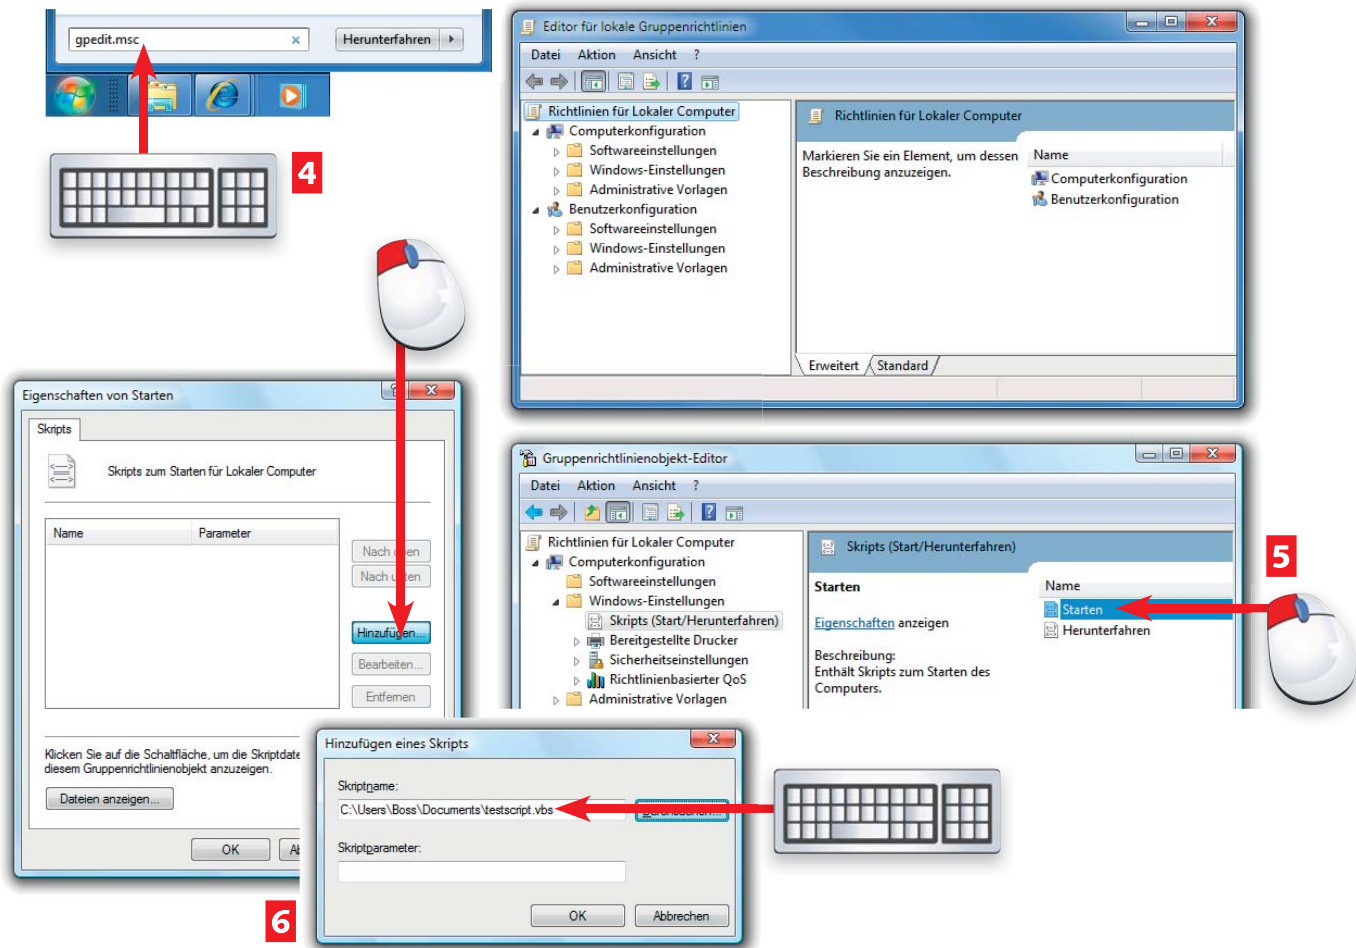 gpedit.msc
Herunterfahren
4
Editor für lokale Gruppenrichtlinien
Datei Aktion Ansicht ?
Richtlinien für Lokaler Computer
Computerkonfiguration
Softwareeinstellungen
Windows-Einstellungen
Administrative Vorlagen
Benutzerkonfiguration
Softwareeinstellungen
Windows-Einstellungen
Administrative Vorlagen
Richtlinien für Lokaler Computer
Markieren Sie ein Element, um dessen
Beschreibung anzuzeigen.
Name
Computerkonfiguration
Benutzerkonfiguration
Erweitert Standard
Eigenschaften von Starten
Skripts
Skripts zum Starten für Lokaler Computer
Name Parameter
Nach
Nach
Hinzufügen...
Bearbeiten...
Entfernen
Klicken Sie auf die Schaltfläche, um die Skriptdate
diesem Gruppenrichtlinienobjekt anzuzeigen.
Dateien anzeigen...
OK
Gruppenrichtlinienobjekt-Editor
Datei Aktion Ansicht ?
Richtlinien für Lokaler Computer
Computerkonfiguration
Softwareeinstellungen
Windows-Einstellungen
Skripts (Start/Herunterfahren)
Bereitgestellte Drucker
Sicherheitseinstellungen
Richtlinienbasierter QoS
Administrative Vorlagen
Skripts (Start/Herunterfahren)
Starten
Eigenschaften anzeigen
Beschreibung:
Enthält Skripts zum Starten des
Computers.
Name
Starten
Herunterfahren
5
Hinzufügen eines Skripts
Skriptname:
C:\Users\Boss\Documents\testscript.vbs
Skriptparameter:
OK Abbrechen
6